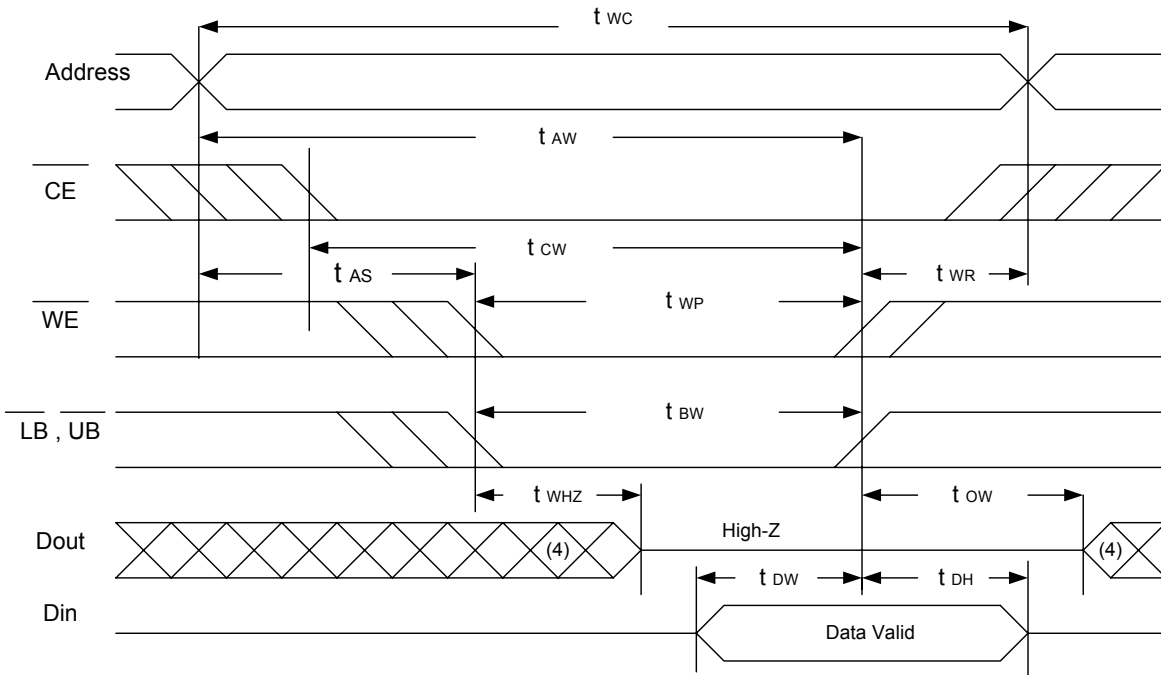 t WC
Address
t AW
CE
t CW
t AS
t WR
WE
t WP
t BW
LB , UB
t WHZ
t OW
High-Z
Dout
(4)
(4)
t DW
t DH
Din
Data Valid